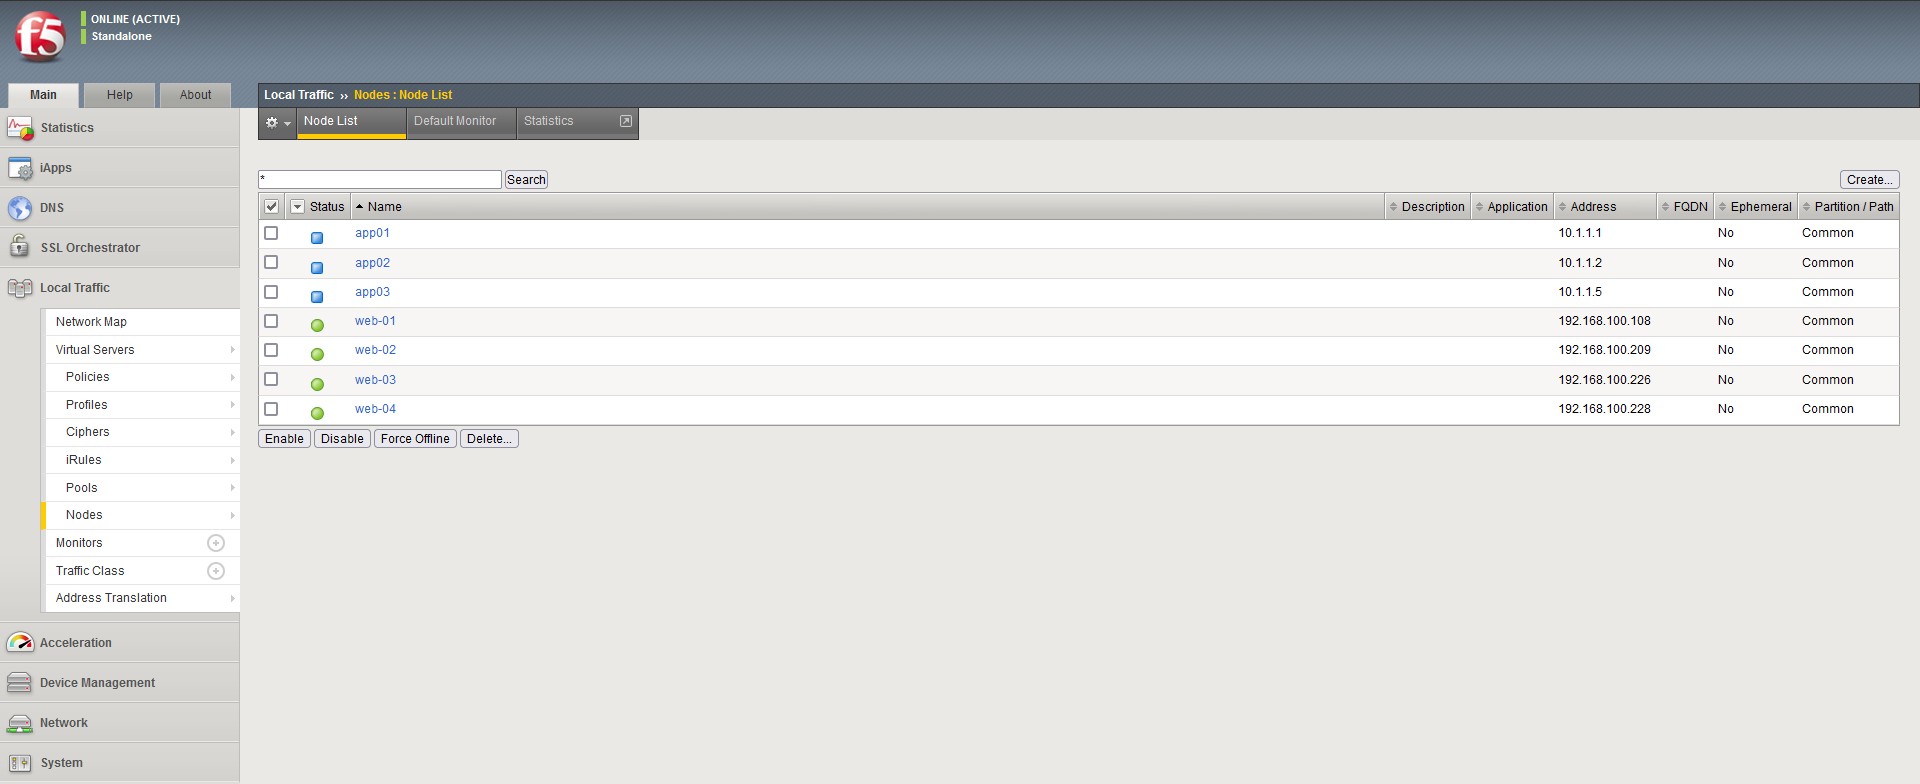 f5
ONLINE (ACTIVE)
Standalone
Main
Help
About
Local Traffic ›› Nodes : Node List
Node List
Default Monitor
Statistics
Statistics
iApps
DNS
SSL Orchestrator
Local Traffic
Network Map
Virtual Servers
Policies
Profiles
Ciphers
iRules
Pools
Nodes
Monitors
Traffic Class
Address Translation
Acceleration
Device Management
Network
System
*
Search
Create...
Status Name Description Application Address FQDN Ephemeral Partition / Path
app01 10.1.1.1 No Common
app02 10.1.1.2 No Common
app03 10.1.1.5 No Common
web-01 192.168.100.108 No Common
web-02 192.168.100.209 No Common
web-03 192.168.100.226 No Common
web-04 192.168.100.228 No Common
Enable Disable Force Offline Delete...